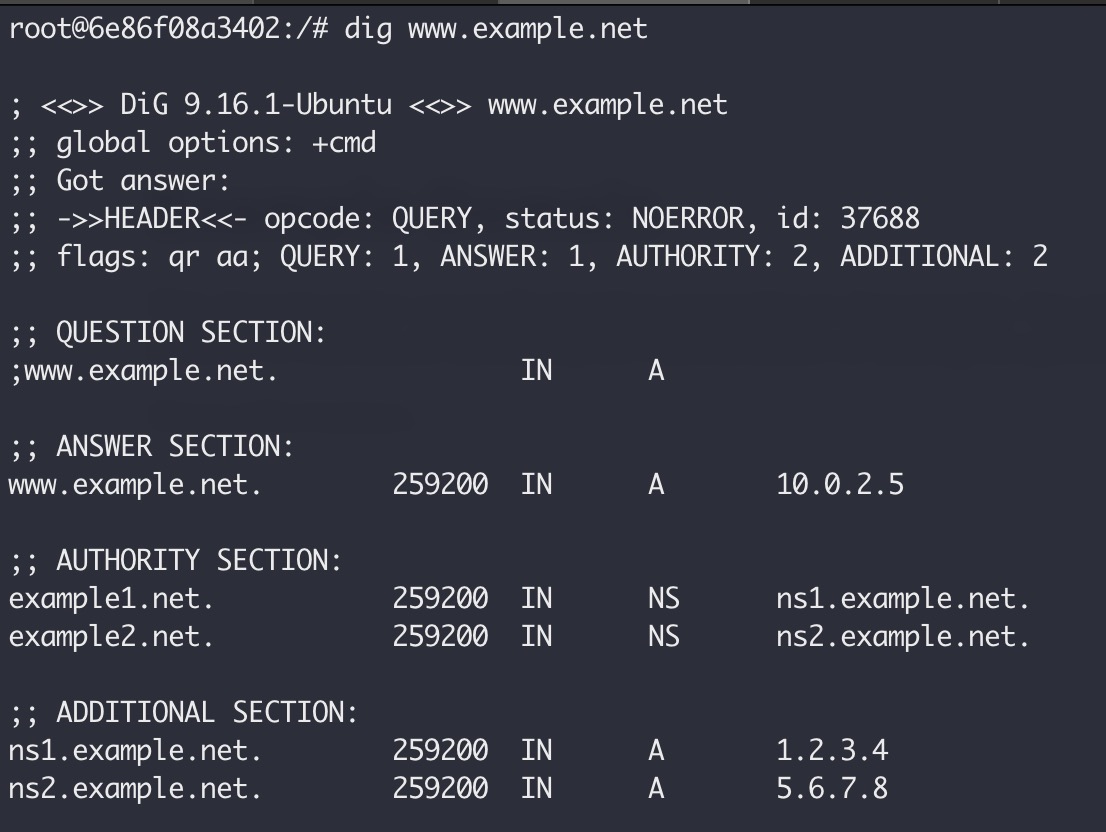 root@6e86f08a3402:/# dig www.example.net
; <<>> DiG 9.16.1-Ubuntu <<>> www.example.net
;; global options: +cmd
;; Got answer:
;; ->>HEADER<<- opcode: QUERY, status: NOERROR, id: 37688
;; flags: qr aa; QUERY: 1, ANSWER: 1, AUTHORITY: 2, ADDITIONAL: 2
;; QUESTION SECTION:
;www.example.net. IN A
;; ANSWER SECTION:
www.example.net. 259200 IN A 10.0.2.5
;; AUTHORITY SECTION:
example1.net. 259200 IN NS ns1.example.net.
example2.net. 259200 IN NS ns2.example.net.
;; ADDITIONAL SECTION:
ns1.example.net. 259200 IN A 1.2.3.4
ns2.example.net. 259200 IN A 5.6.7.8